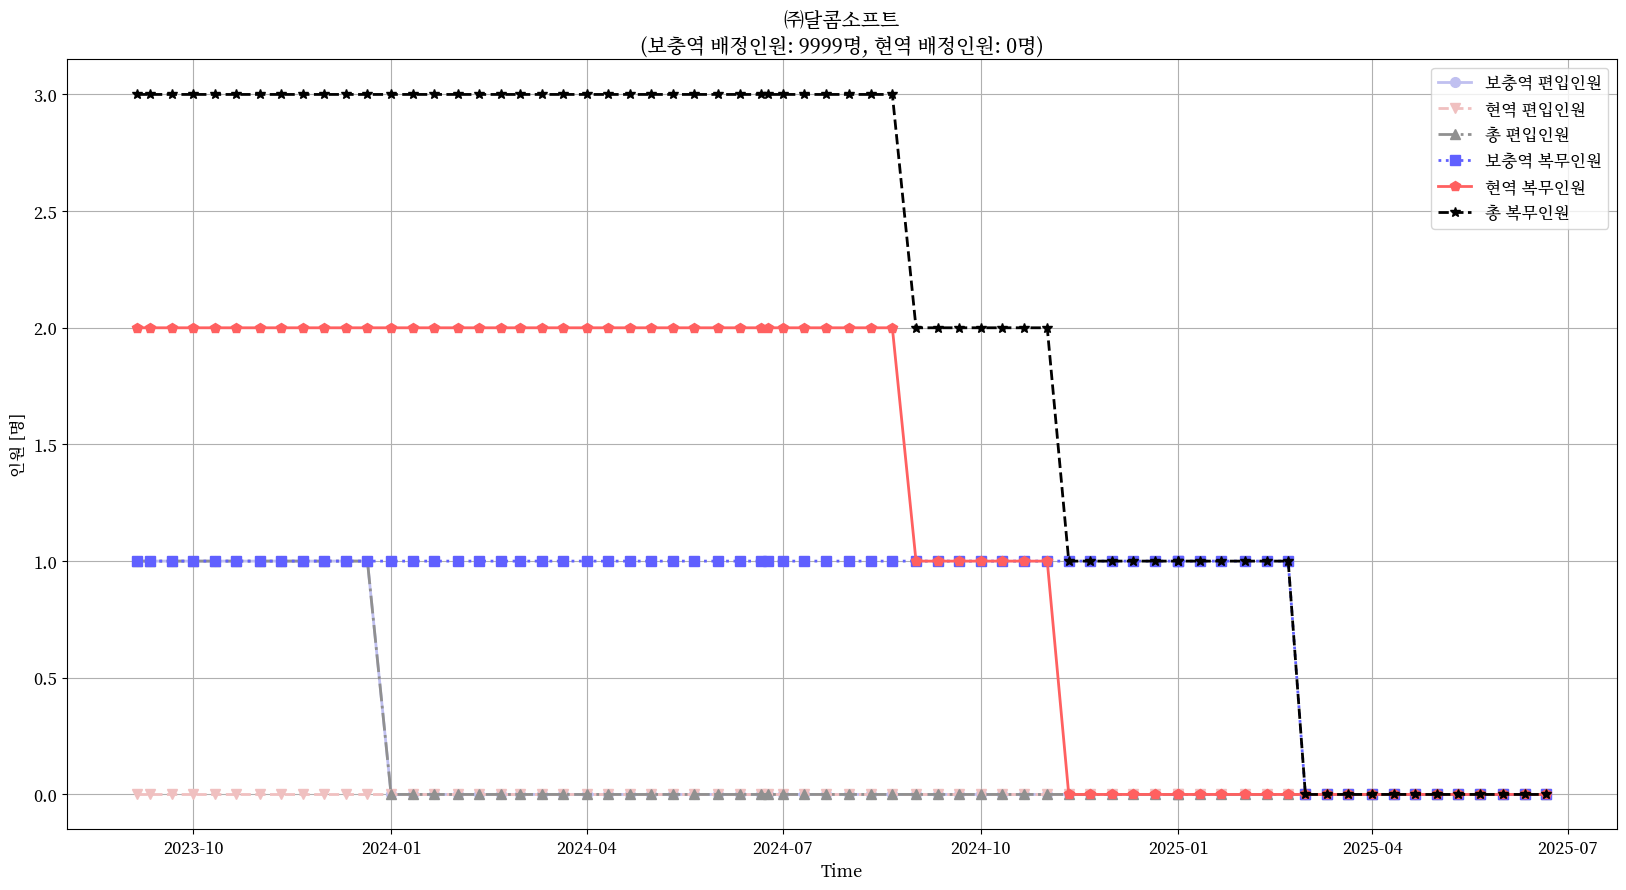 ㈜달콤소프트
(보충역 배정인원: 9999명, 현역 배정인원: 0명)
보충역 편입인원
현역 편입인원
총 편입인원
보충역 복무인원
현역 복무인원
총 복무인원
인원 [명]
3.0
2.5
2.0
1.5
1.0
0.5
0.0
2023-10
2024-01
2024-04
2024-07
2024-10
2025-01
2025-04
2025-07
Time